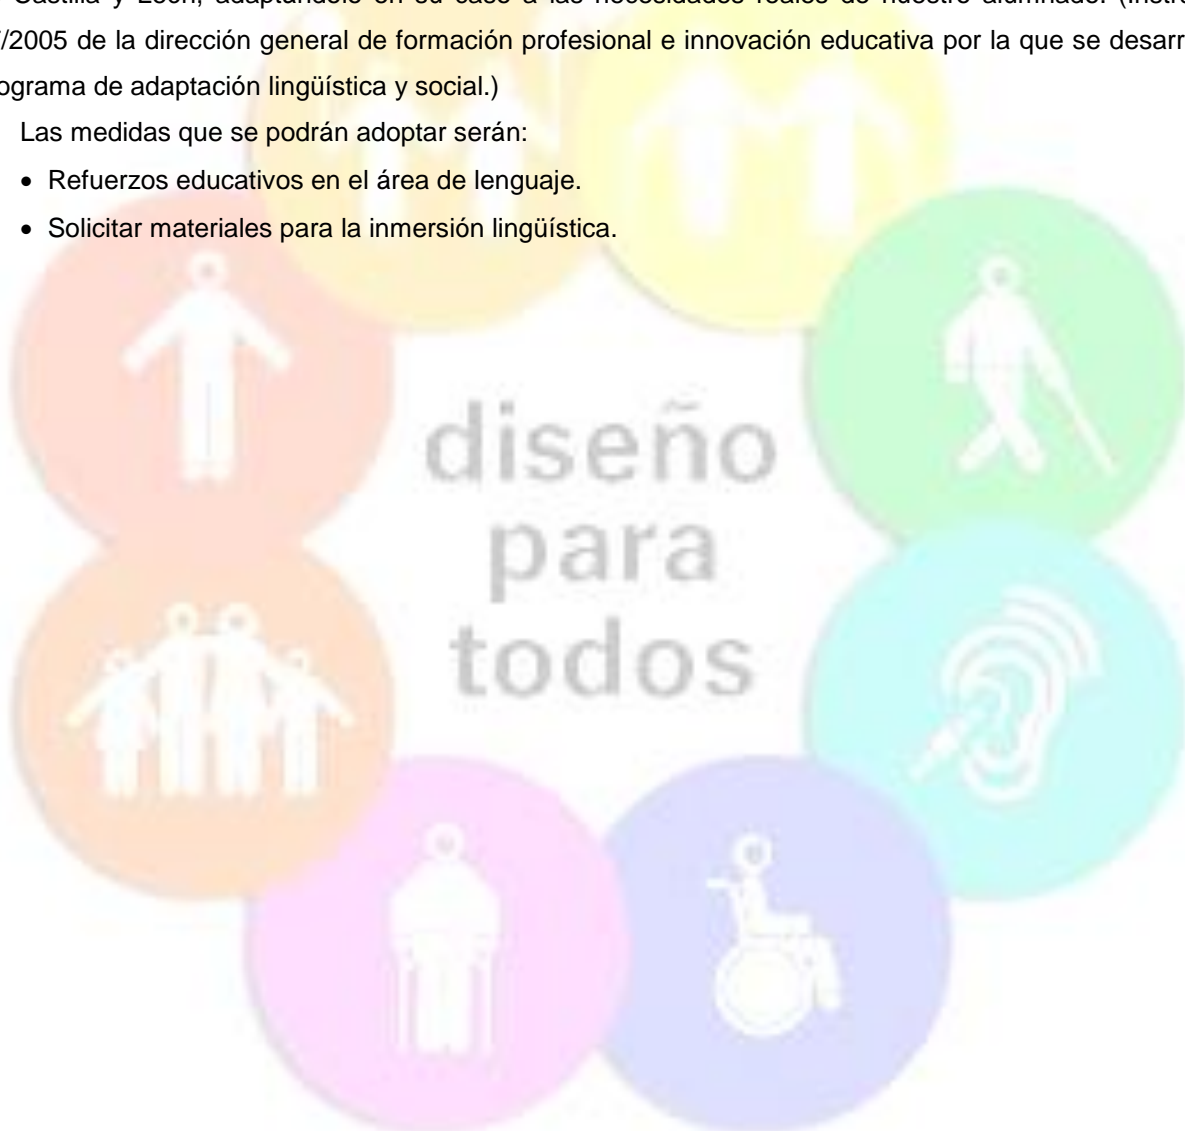 Castilla y León, adaptándolo en su caso a las necesidades reales de nuestro alumnado.
/2005 de la dirección general de formación profesional e innovación educativa por la que se
programa de adaptación lingüística y social.)
Las medidas que se podrán adoptar serán:
• Refuerzos educativos en el área de lenguaje.
• Solicitar materiales para la inmersión lingüística.
diseño
para
todos